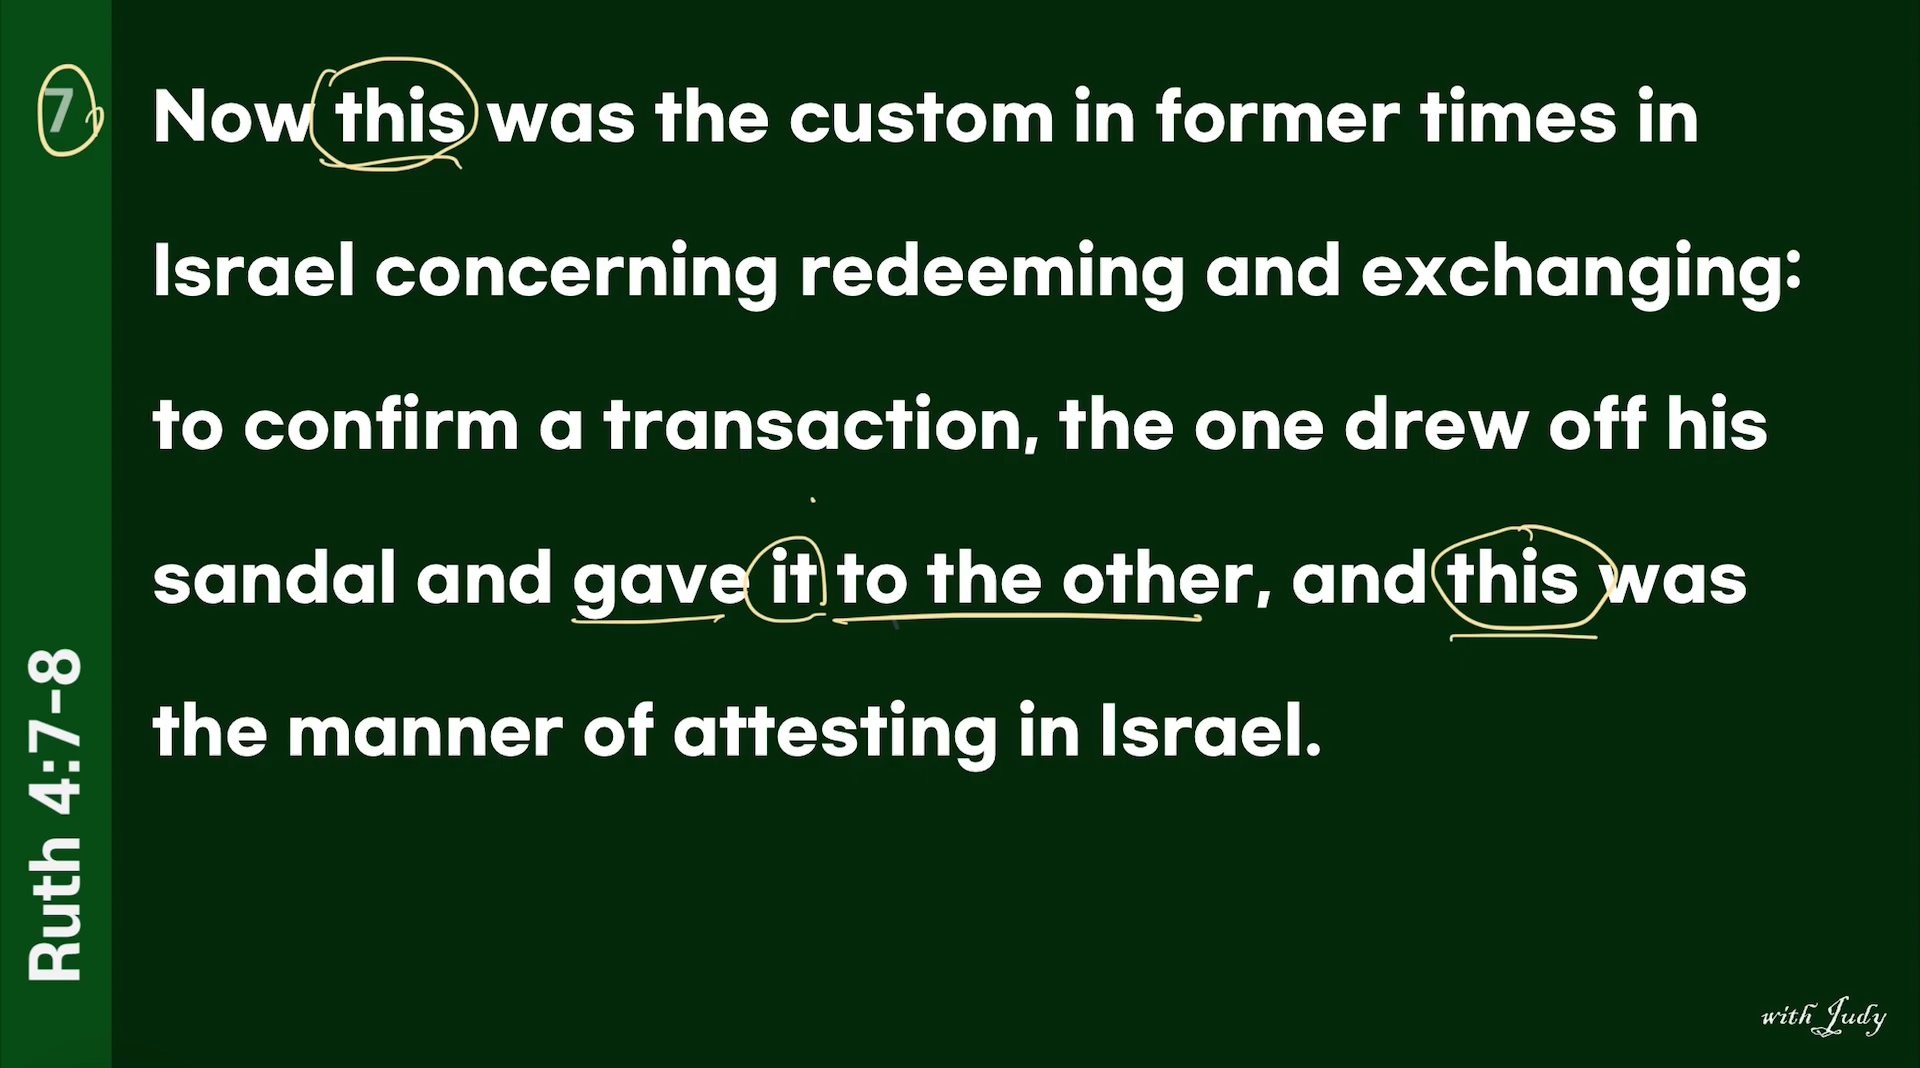 7
Now this was the custom in former times in
Israel concerning redeeming and exchanging:
to confirm a transaction, the one drew off his
sandal and gave it to the other, and this was
the manner of attesting in Israel.
Ruth 4:7-8
with Judy